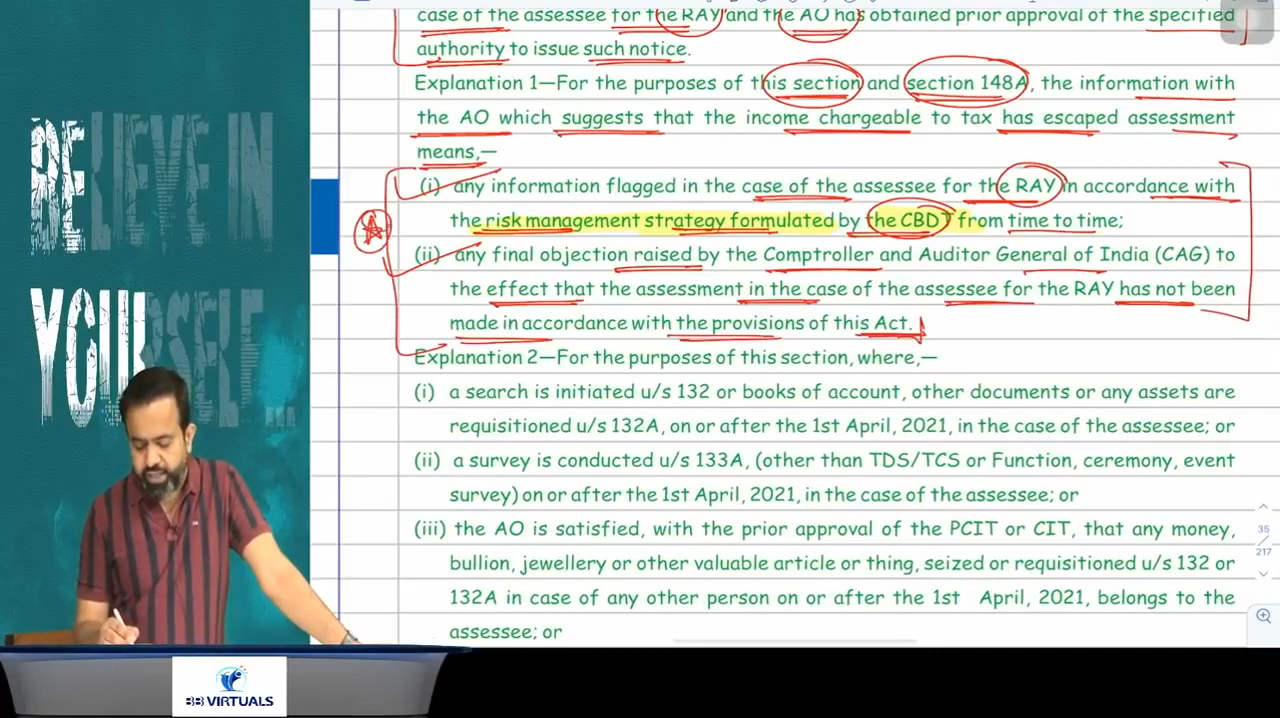 BELIEVE IN
YOURSELF...
case of the assessee for the RAY and the AO has obtained prior approval of the specified
authority to issue such notice.
Explanation 1—For the purposes of this section and section 148A, the information with
the AO which suggests that the income chargeable to tax has escaped assessment
means,—
(i) any information flagged in the case of the assessee for the RAY in accordance with
the risk management strategy formulated by the CBDT from time to time;
(ii) any final objection raised by the Comptroller and Auditor General of India (CAG) to
the effect that the assessment in the case of the assessee for the RAY has not been
made in accordance with the provisions of this Act.
Explanation 2—For the purposes of this section, where,—
(i) a search is initiated u/s 132 or books of account, other documents or any assets are
requisitioned u/s 132A, on or after the 1st April, 2021, in the case of the assessee; or
(ii) a survey is conducted u/s 133A, (other than TDS/TCS or Function, ceremony, event
survey) on or after the 1st April, 2021, in the case of the assessee; or
(iii) the AO is satisfied, with the prior approval of the PCIT or CIT, that any money,
bullion, jewellery or other valuable article or thing, seized or requisitioned u/s 132 or
132A in case of any other person on or after the 1st April, 2021, belongs to the
assessee; or
35
/
217
BB VIRTUALS